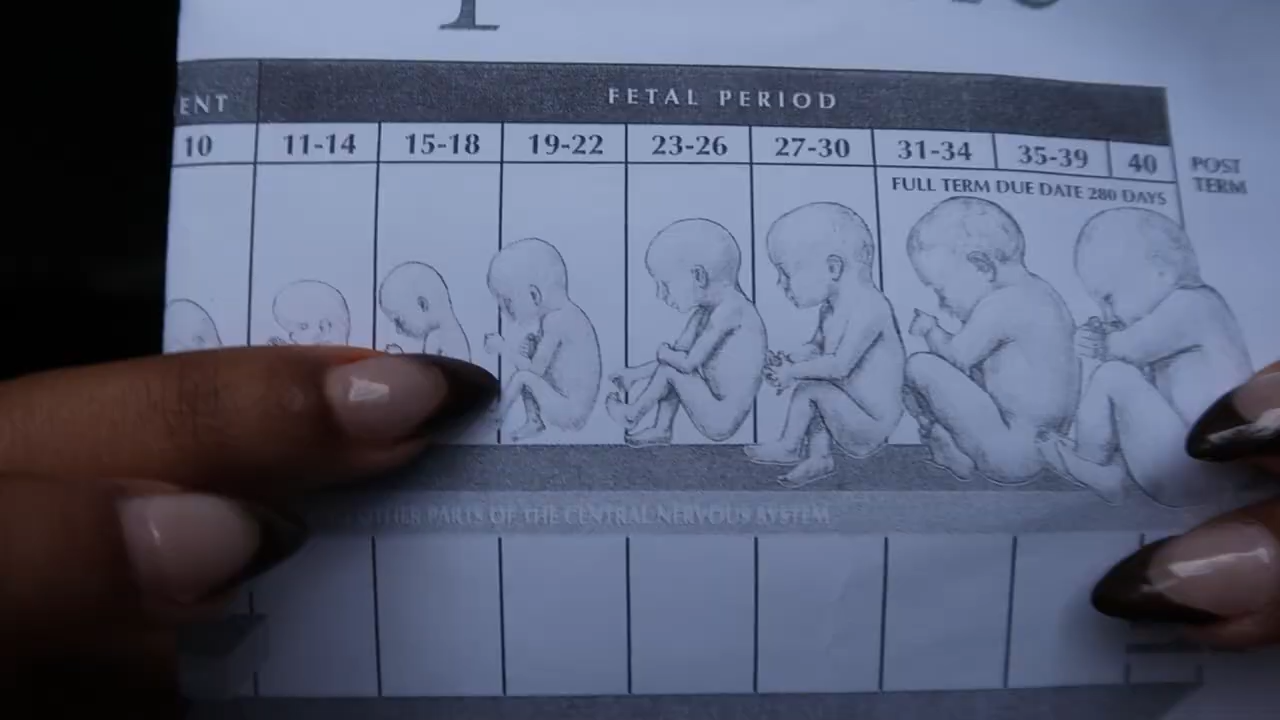 ENT FETAL PERIOD
10 11-14 15-18 19-22 23-26 27-30 31-34 35-39 40 POST TERM
FULL TERM DUE DATE 280 DAYS
OTHER PARTS OF THE CENTRAL NERVOUS SYSTEM